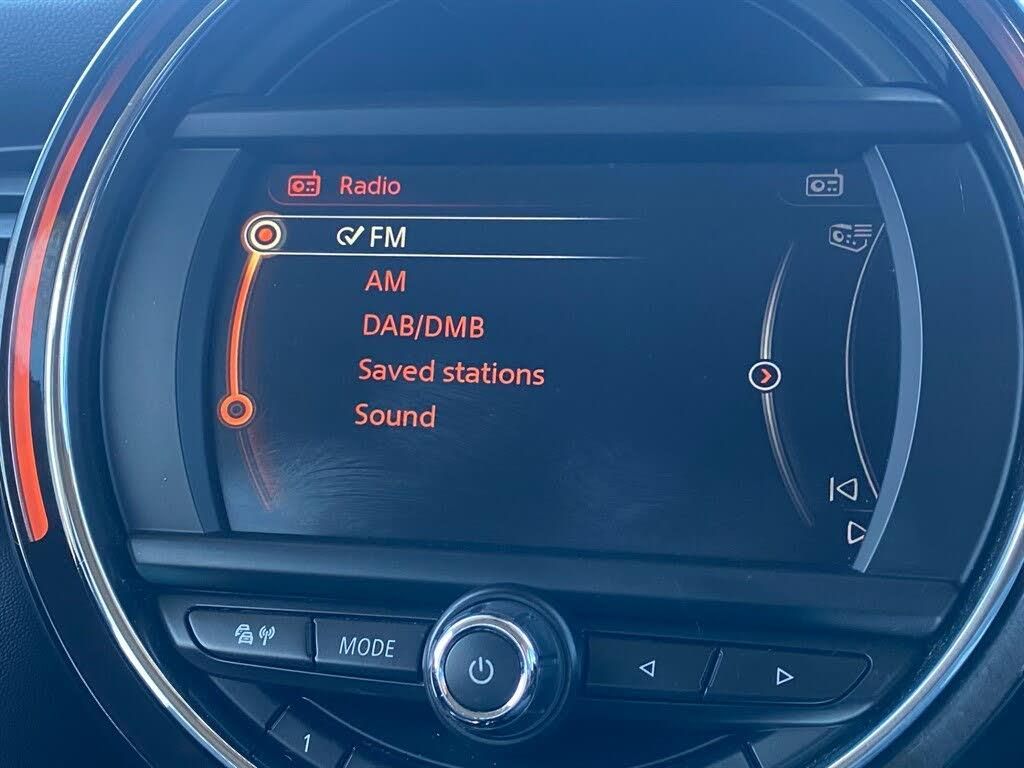 Radio
FM
AM
DAB/DMB
Saved stations
Sound
MODE
1